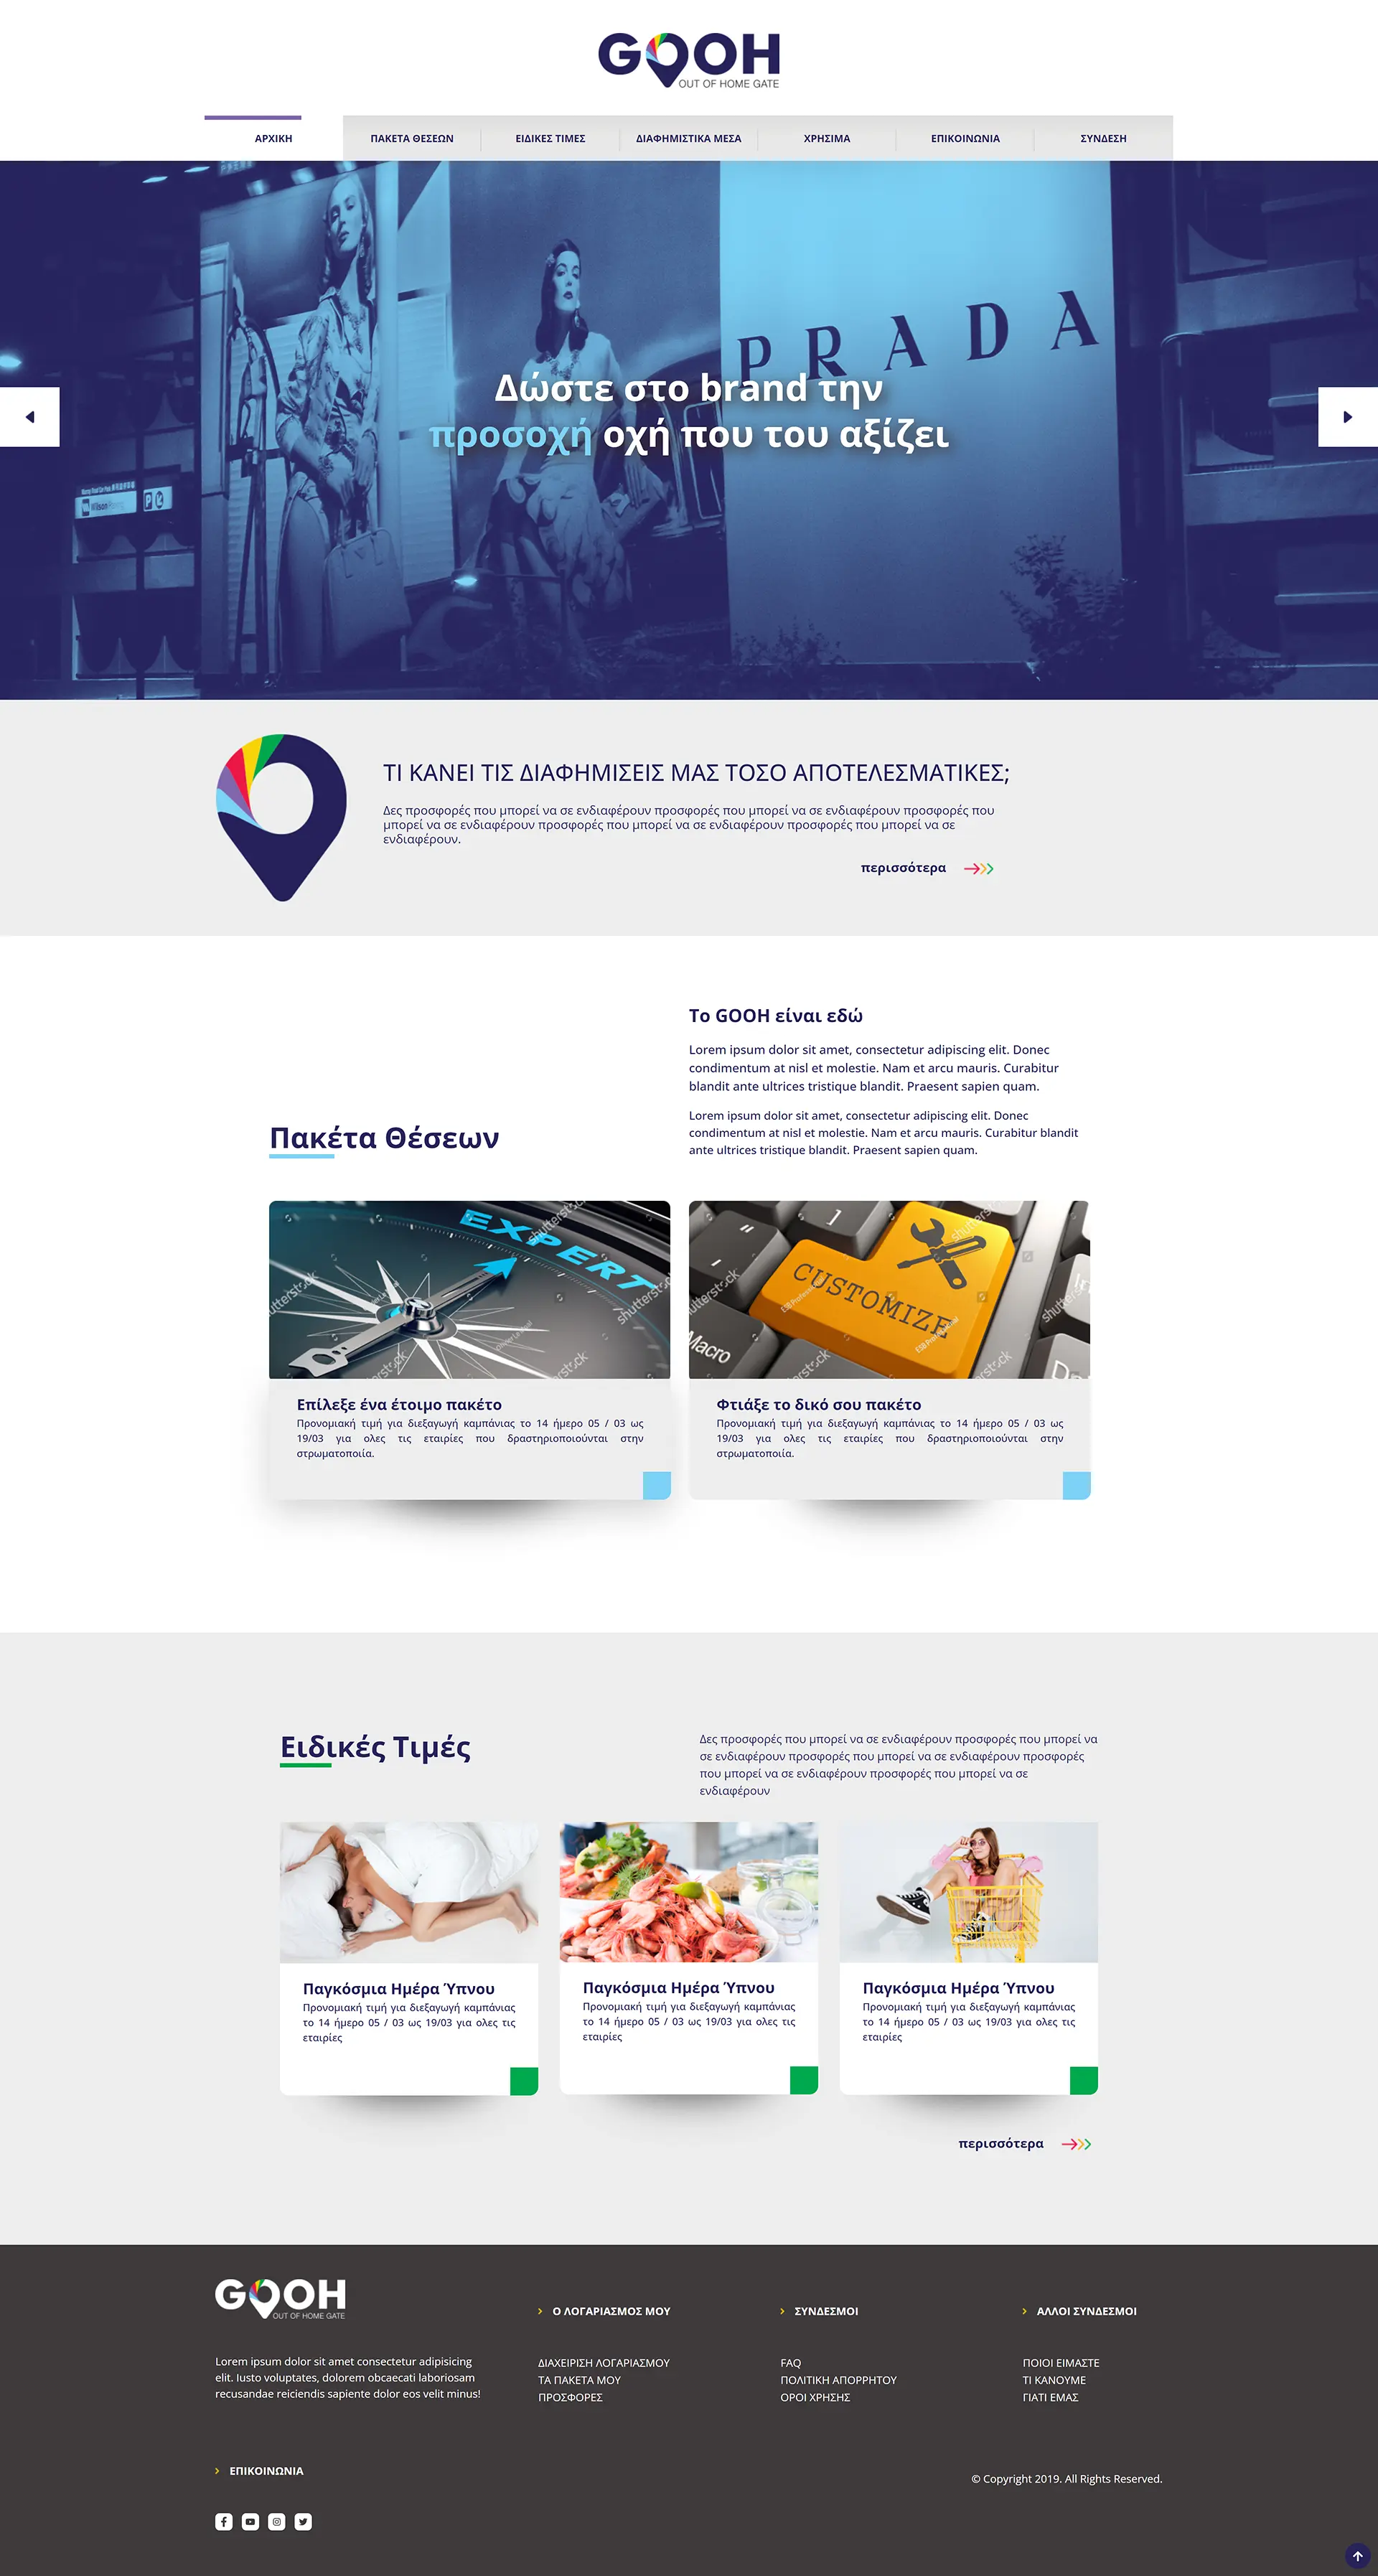 GOOH
OUT OF HOME GATE
ΑΡΧΙΚΗ
ΠΑΚΕΤΑ ΘΕΣΕΩΝ
ΕΙΔΙΚΕΣ ΤΙΜΕΣ
ΔΙΑΦΗΜΙΣΤΙΚΑ ΜΕΣΑ
ΧΡΗΣΙΜΑ
ΕΠΙΚΟΙΝΩΝΙΑ
ΣΥΝΔΕΣΗ
PRADA
Δώστε στο brand την
προσοχή οχή που του αξίζει
ΤΙ ΚΑΝΕΙ ΤΙΣ ΔΙΑΦΗΜΙΣΕΙΣ ΜΑΣ ΤΟΣΟ ΑΠΟΤΕΛΕΣΜΑΤΙΚΕΣ;
Δες προσφορές που μπορεί να σε ενδιαφέρουν προσφορές που μπορεί να σε ενδιαφέρουν προσφορές που
μπορεί να σε ενδιαφέρουν προσφορές που μπορεί να σε ενδιαφέρουν προσφορές που μπορεί να σε
ενδιαφέρουν.
περισσότερα
Το GOOH είναι εδώ
Lorem ipsum dolor sit amet, consectetur adipiscing elit. Donec
condimentum at nisl et molestie. Nam et arcu mauris. Curabitur
blandit ante ultrices tristique blandit. Praesent sapien quam.
Lorem ipsum dolor sit amet, consectetur adipiscing elit. Donec
condimentum at nisl et molestie. Nam et arcu mauris. Curabitur blandit
ante ultrices tristique blandit. Praesent sapien quam.
Πακέτα Θέσεων
EXPERT
shutterstock
CUSTOMIZE
Macro
shutterstock
Επίλεξε ένα έτοιμο πακέτο
Προνομιακή τιμή για διεξαγωγή καμπάνιας το 14 ήμερο 05 / 03 ως
19/03 για ολες τις εταιρίες που δραστηριοποιούνται στην
στρωματοποιία.
Φτιάξε το δικό σου πακέτο
Προνομιακή τιμή για διεξαγωγή καμπάνιας το 14 ήμερο 05 / 03 ως
19/03 για ολες τις εταιρίες που δραστηριοποιούνται στην
στρωματοποιία.
Ειδικές Τιμές
Δες προσφορές που μπορεί να σε ενδιαφέρουν προσφορές που μπορεί να
σε ενδιαφέρουν προσφορές που μπορεί να σε ενδιαφέρουν προσφορές
που μπορεί να σε ενδιαφέρουν προσφορές που μπορεί να σε
ενδιαφέρουν
Παγκόσμια Ημέρα Ύπνου
Προνομιακή τιμή για διεξαγωγή καμπάνιας
το 14 ήμερο 05 / 03 ως 19/03 για ολες τις
εταιρίες
Παγκόσμια Ημέρα Ύπνου
Προνομιακή τιμή για διεξαγωγή καμπάνιας
το 14 ήμερο 05 / 03 ως 19/03 για ολες τις
εταιρίες
Παγκόσμια Ημέρα Ύπνου
Προνομιακή τιμή για διεξαγωγή καμπάνιας
το 14 ήμερο 05 / 03 ως 19/03 για ολες τις
εταιρίες
περισσότερα
GOOH
OUT OF HOME GATE
Lorem ipsum dolor sit amet consectetur adipisicing
elit. Iusto voluptates, dolorem obcaecati laboriosam
recusandae reiciendis sapiente dolor eos velit minus!
Ο ΛΟΓΑΡΙΑΣΜΟΣ ΜΟΥ
ΔΙΑΧΕΙΡΙΣΗ ΛΟΓΑΡΙΑΣΜΟΥ
ΤΑ ΠΑΚΕΤΑ ΜΟΥ
ΠΡΟΣΦΟΡΕΣ
ΣΥΝΔΕΣΜΟΙ
FAQ
ΠΟΛΙΤΙΚΗ ΑΠΟΡΡΗΤΟΥ
ΟΡΟΙ ΧΡΗΣΗΣ
ΑΛΛΟΙ ΣΥΝΔΕΣΜΟΙ
ΠΟΙΟΙ ΕΙΜΑΣΤΕ
ΤΙ ΚΑΝΟΥΜΕ
ΓΙΑΤΙ ΕΜΑΣ
ΕΠΙΚΟΙΝΩΝΙΑ
© Copyright 2019. All Rights Reserved.